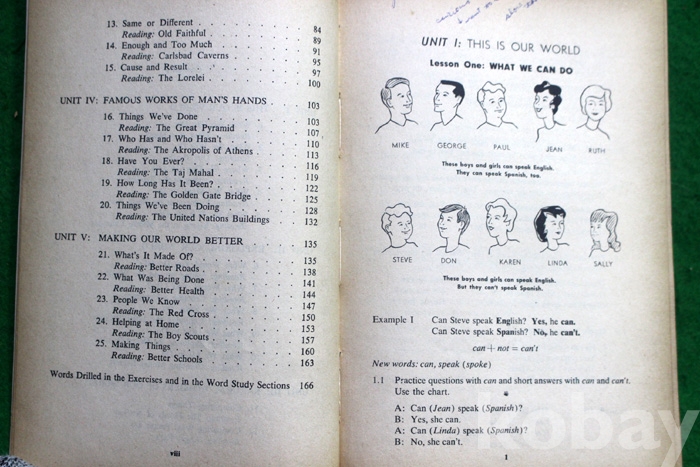 13. Same or Different 84
Reading: Old Faithful 89
14. Enough and Too Much 91
Reading: Carlsbad Caverns 95
15. Cause and Result 97
Reading: The Lorelei 100
UNIT IV: FAMOUS WORKS OF MAN'S HANDS 103
16. Things We've Done 103
Reading: The Great Pyramid 107
17. Who Has and Who Hasn't 110
Reading: The Akropolis of Athens 113
18. Have You Ever? 116
Reading: The Taj Mahal 119
19. How Long Has It Been? 122
Reading: The Golden Gate Bridge 125
20. Things We've Been Doing 128
Reading: The United Nations Buildings 132
UNIT V: MAKING OUR WORLD BETTER 135
21. What's It Made Of? 135
Reading: Better Roads 138
22. What Was Being Done 141
Reading: Better Health 144
23. People We Know 147
Reading: The Red Cross 150
24. Helping at Home 153
Reading: The Boy Scouts 157
25. Making Things 160
Reading: Better Schools 163
Words Drilled in the Exercises and in the Word Study Sections 166
viii
UNIT I: THIS IS OUR WORLD
Lesson One: WHAT WE CAN DO
MIKE GEORGE PAUL JEAN RUTH
These boys and girls can speak English.
They can speak Spanish, too.
STEVE DON KAREN LINDA SALLY
These boys and girls can speak English.
But they can't speak Spanish.
Example 1 Can Steve speak English? Yes, he can.
Can Steve speak Spanish? No, he can't.
can + not = can't
New words: can, speak (spoke)
1.1 Practice questions with can and short answers with can and can't.
Use the chart.
A: Can (Jean) speak (Spanish)?
B: Yes, she can.
A: Can (Linda) speak (Spanish)?
B: No, she can't.
1
kobay